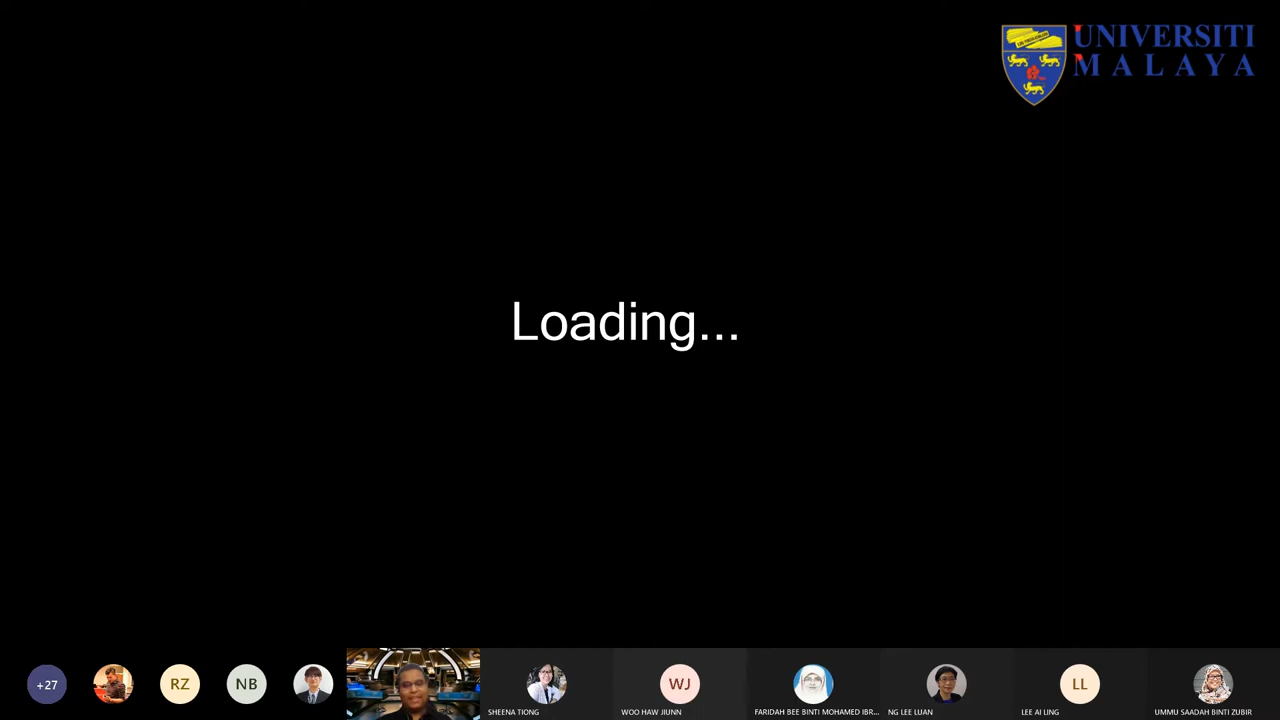 UNIVERSITI
MALAYA
Loading...
+27
RZ
NB
WJ
LL
SHEENA TIONG
WOO HAW JIUNN
FARIDAH BEE BINTI MOHAMED IBR...
NG LEE LUAN
LEE AI LING
UMMU SAADAH BINTI ZUBIR